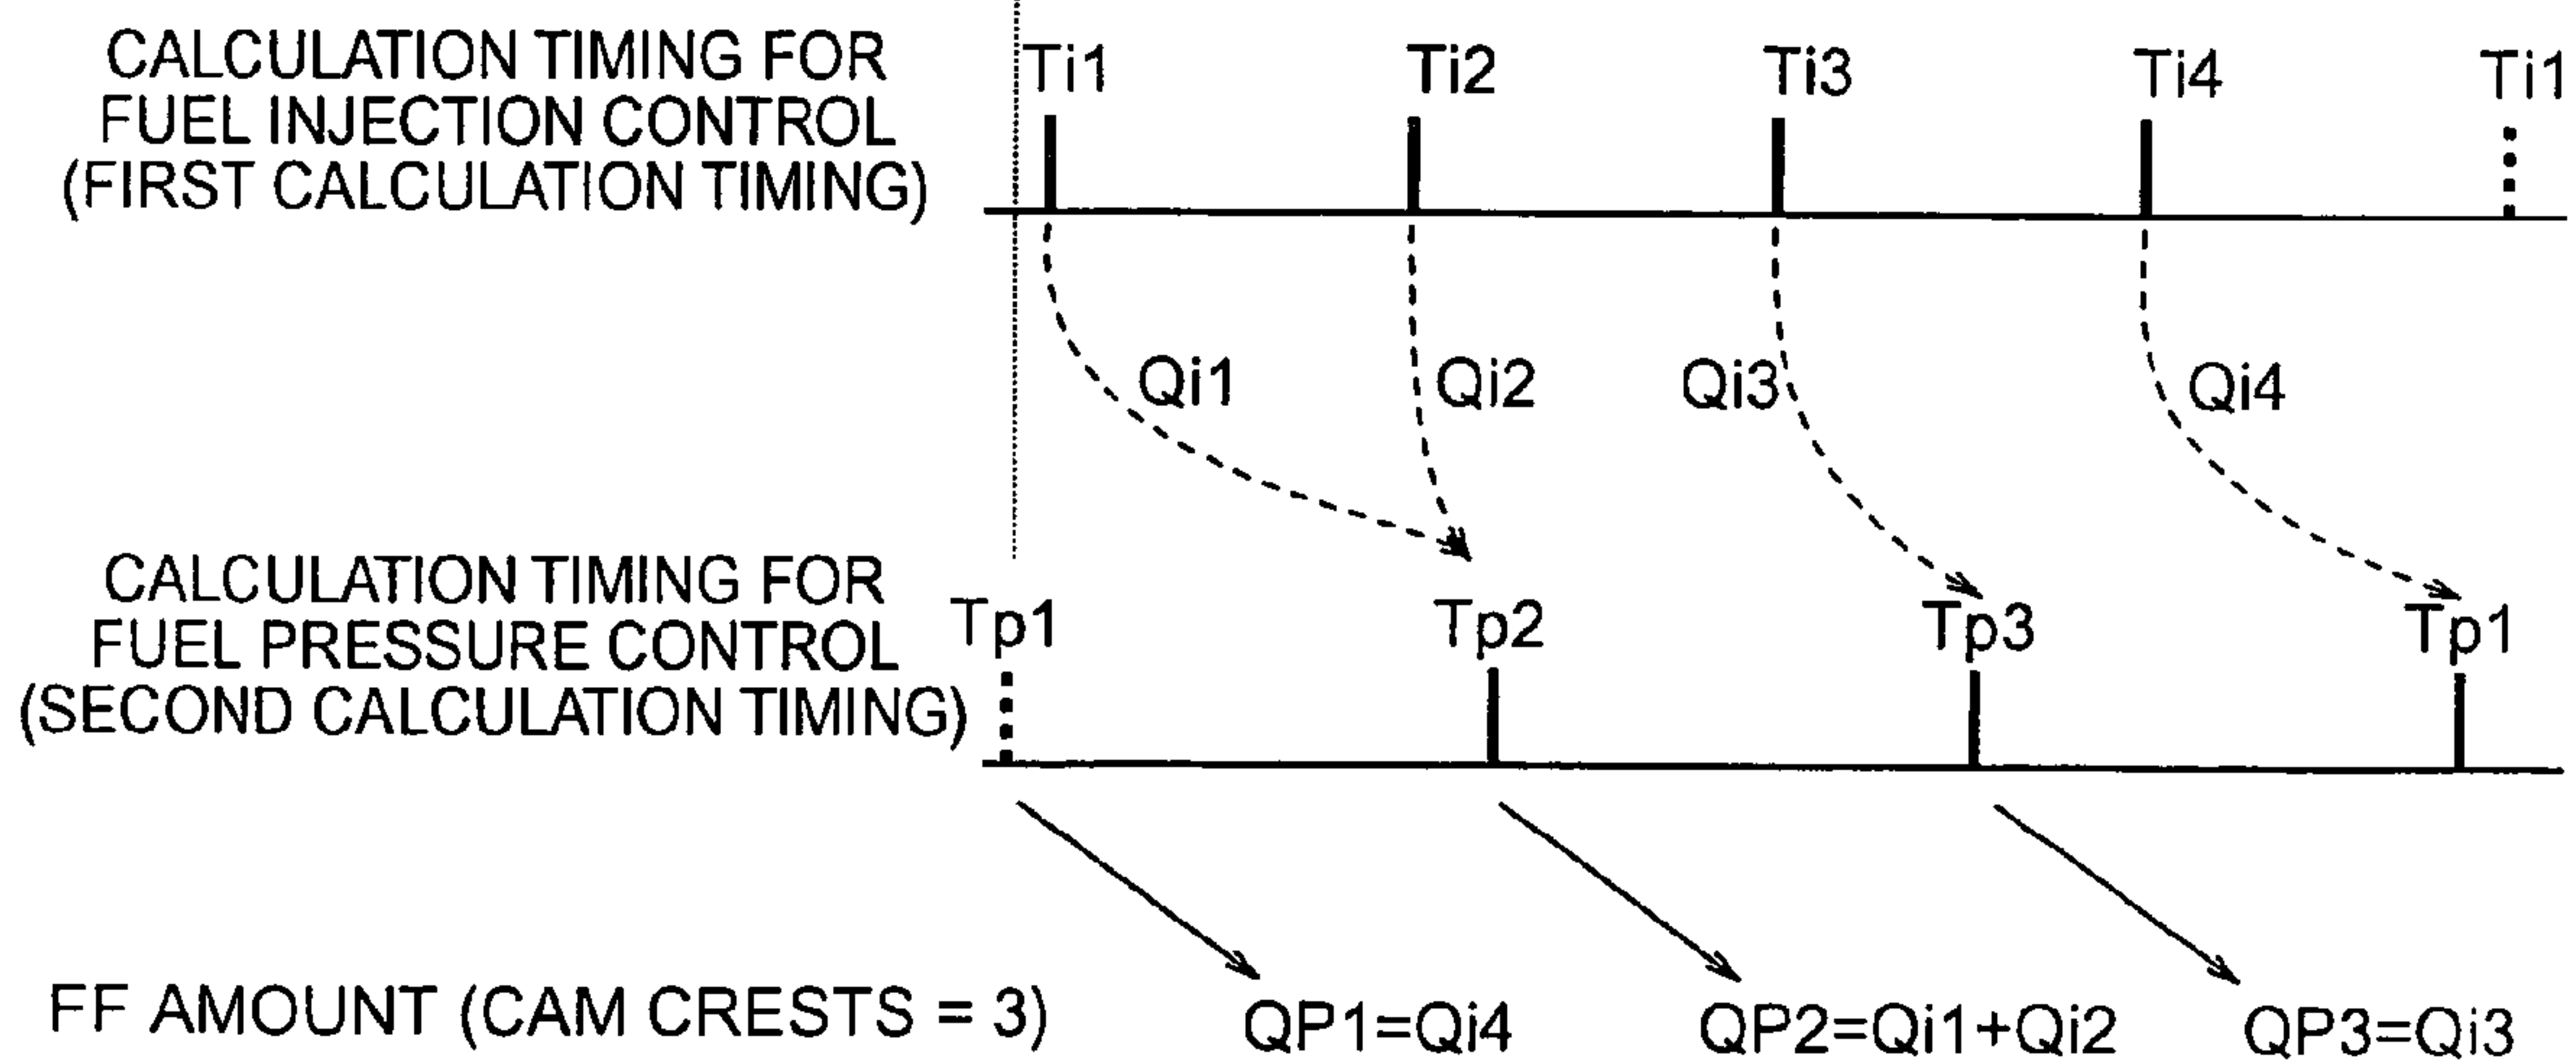 CALCULATION TIMING FOR
FUEL INJECTION CONTROL
(FIRST CALCULATION TIMING)
Ti1 Ti2 Ti3 Ti4 Ti1
Qi1 Qi2 Qi3 Qi4
CALCULATION TIMING FOR
FUEL PRESSURE CONTROL
(SECOND CALCULATION TIMING)
Tp1 Tp2 Tp3 Tp1
FF AMOUNT (CAM CRESTS = 3) QP1=Qi4 QP2=Qi1+Qi2 QP3=Qi3